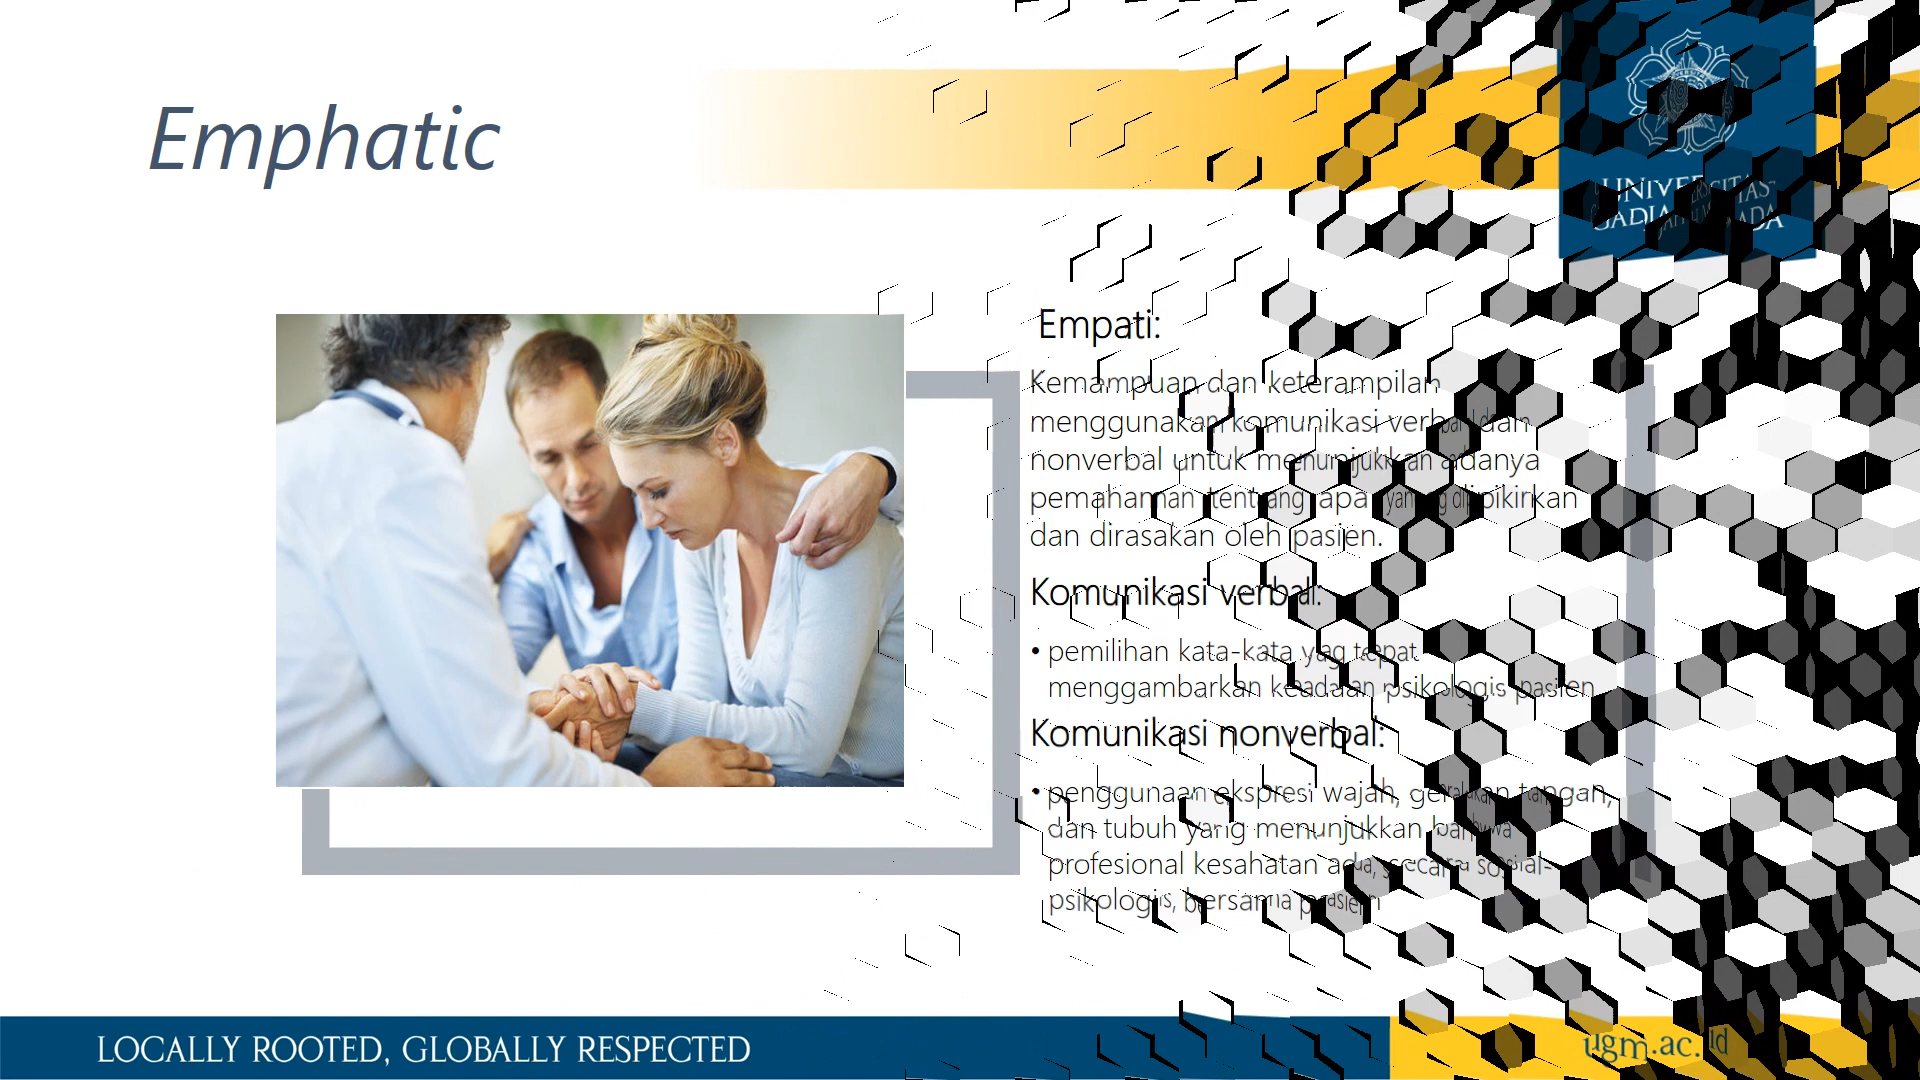 Emphatic
UNIVERSITAS
GADJAH MADA
Empati:
Kemampuan dan keterampilan
menggunakan komunikasi verbal dan
nonverbal untuk menunjukkan adanya
pemahaman tentang apa yang dipikirkan
dan dirasakan oleh pasien.
Komunikasi verbal:
• pemilihan kata-kata yag tepat
menggambarkan keadaan psikologis pasien
Komunikasi nonverbal:
• penggunaan ekspresi wajah, gerakan tangan,
dan tubuh yang menunjukkan bahwa
profesional kesahatan ada, secara sosial-
psikologis, bersama pasien
LOCALLY ROOTED, GLOBALLY RESPECTED
ugm.ac.id